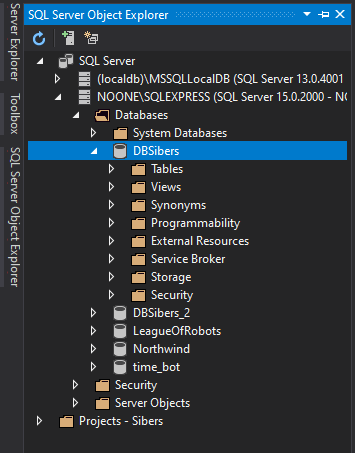 Server Explorer
Toolbox
SQL Server Object Explorer
SQL Server Object Explorer
SQL Server
(localdb)\MSSQLLocalDB (SQL Server 13.0.4001
NOONE\SQLEXPRESS (SQL Server 15.0.2000 - NO
Databases
System Databases
DBSibers
Tables
Views
Synonyms
Programmability
External Resources
Service Broker
Storage
Security
DBSibers_2
LeagueOfRobots
Northwind
time_bot
Security
Server Objects
Projects - Sibers